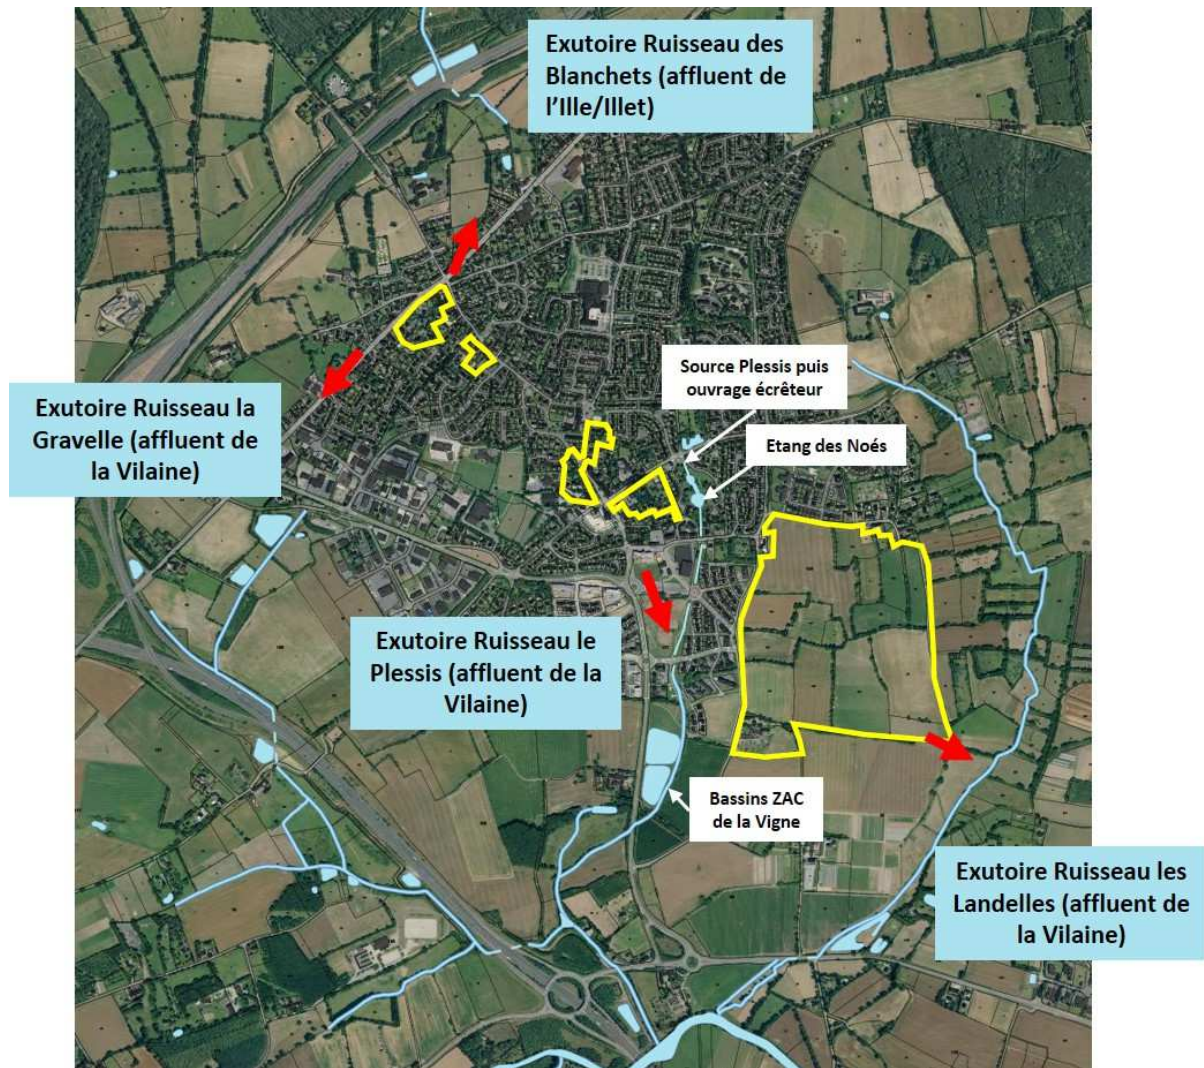 Exutoire Ruisseau des
Blanchets (affluent de
l'Ille/Illet)
Source Plessis puis
ouvrage écrêteur
Etang des Noés
Exutoire Ruisseau la
Gravelle (affluent de
la Vilaine)
Exutoire Ruisseau le
Plessis (affluent de la
Vilaine)
Bassins ZAC
de la Vigne
Exutoire Ruisseau les
Landelles (affluent de
la Vilaine)